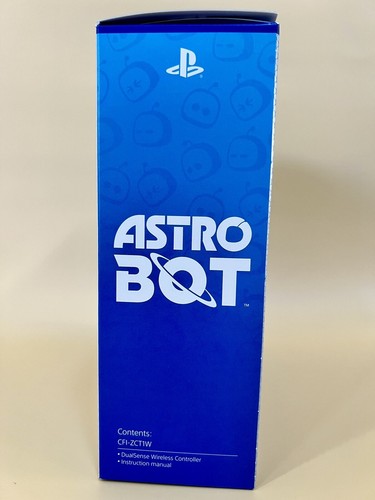 ASTRO
BOT
TM
Contents:
CFI-ZCT1W
• DualSense Wireless Controller
• Instruction manual